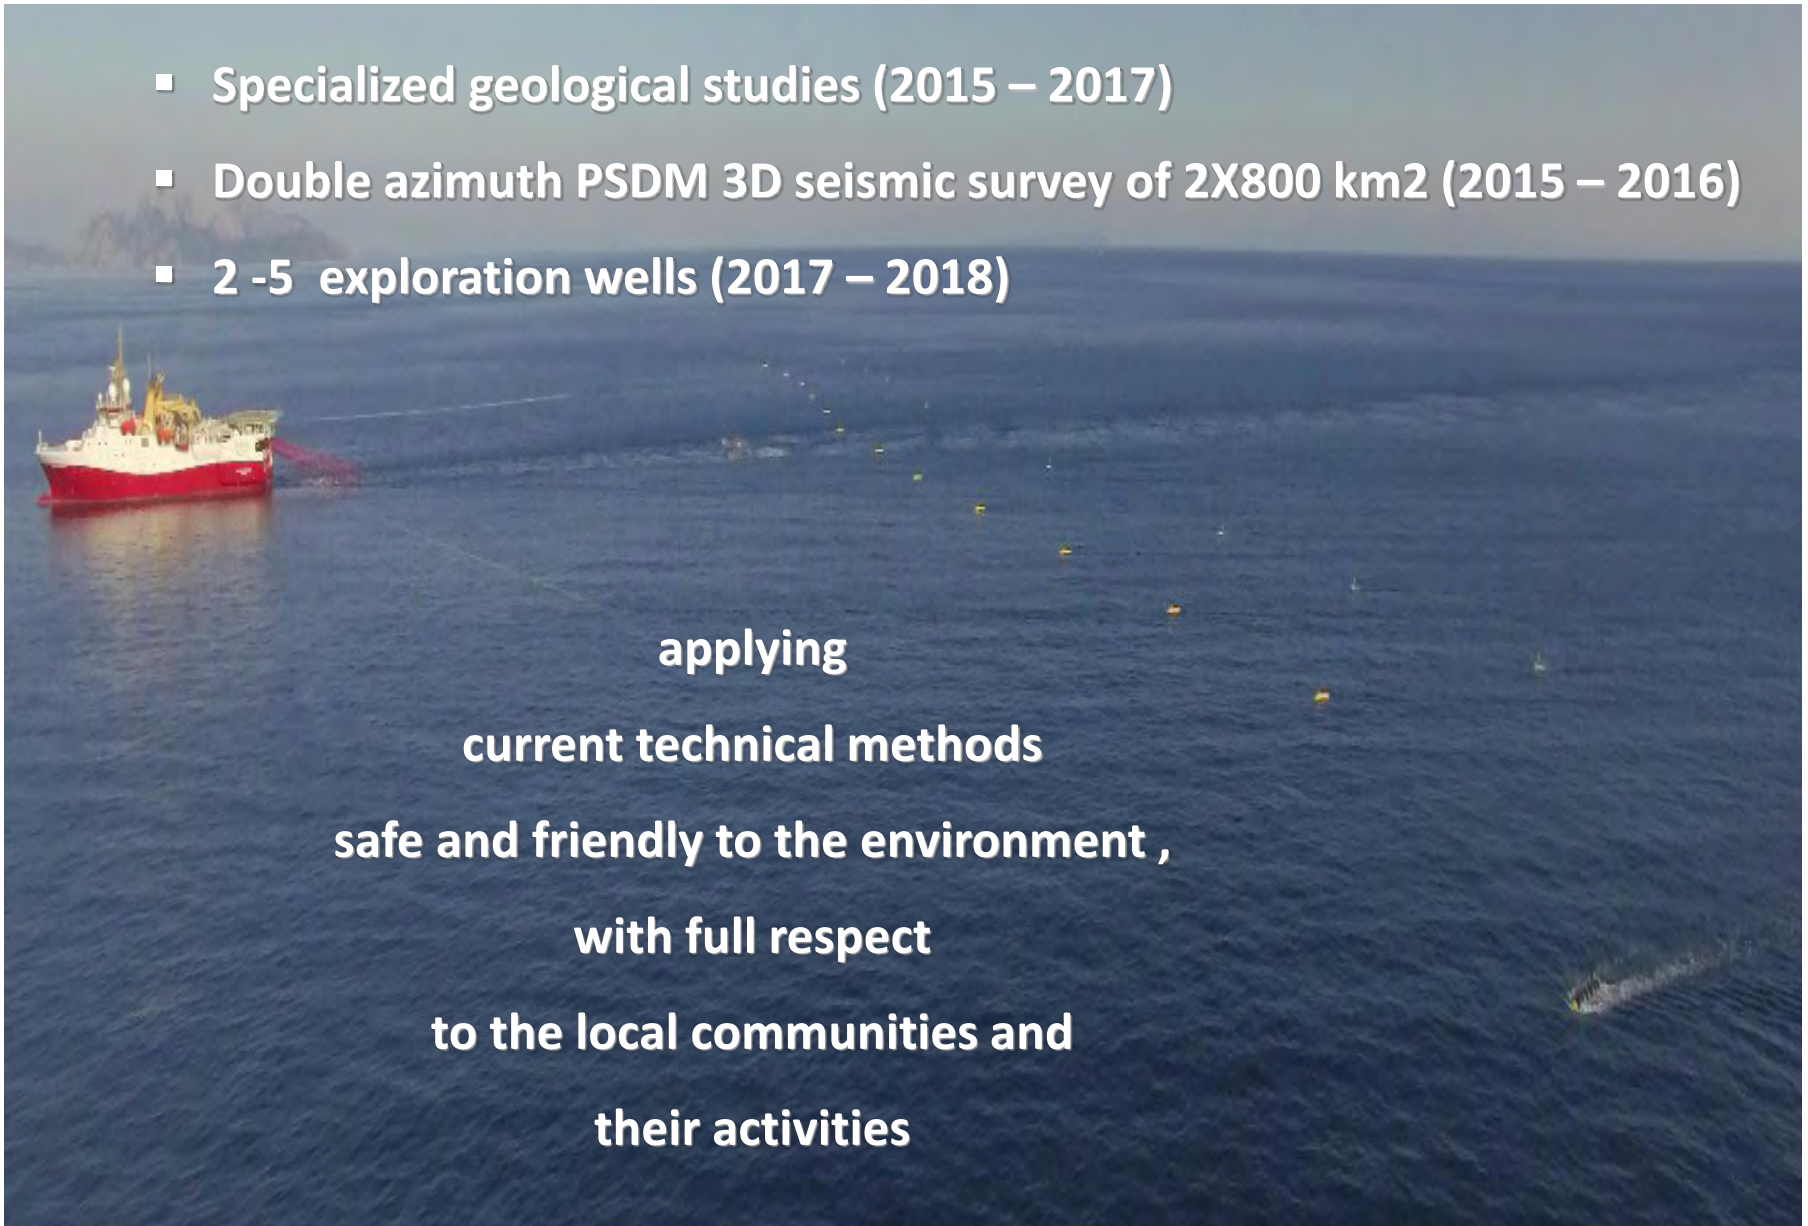 ▪ Specialized geological studies (2015 – 2017)
▪ Double azimuth PSDM 3D seismic survey of 2X800 km2 (2015 – 2016)
▪ 2 -5  exploration wells (2017 – 2018)
applying
current technical methods
safe and friendly to the environment ,
with full respect
to the local communities and
their activities